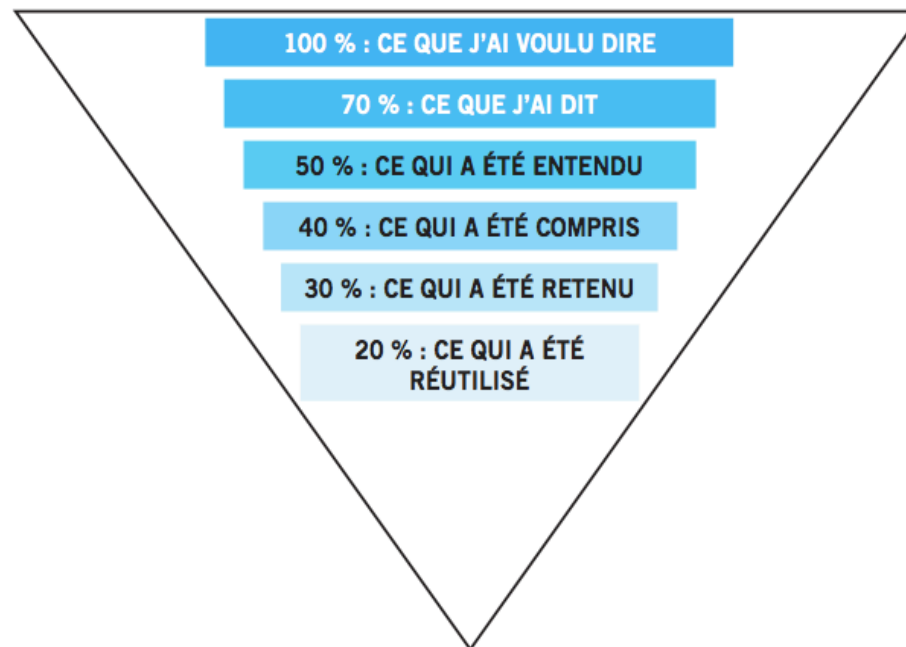 100 % : CE QUE J'AI VOULU DIRE
70 % : CE QUE J'AI DIT
50 % : CE QUI A ÉTÉ ENTENDU
40 % : CE QUI A ÉTÉ COMPRIS
30 % : CE QUI A ÉTÉ RETENU
20 % : CE QUI A ÉTÉ
RÉUTILISÉ